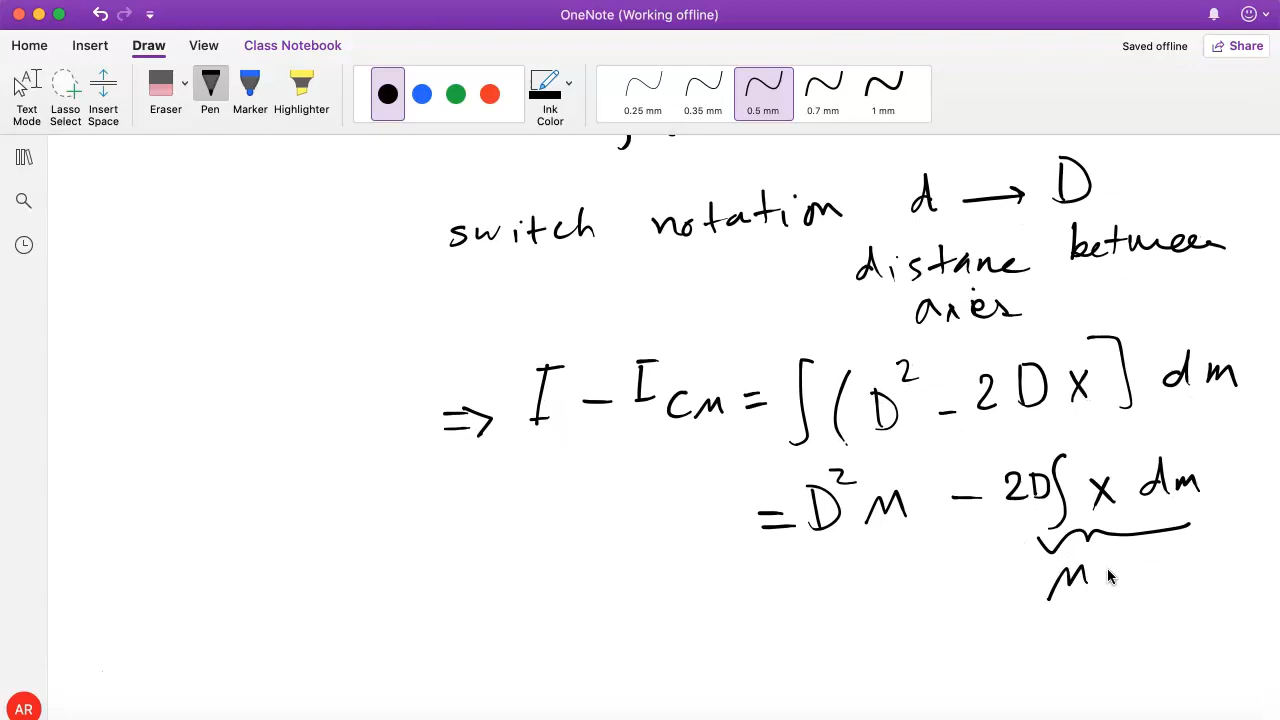 OneNote (Working offline)
Home Insert Draw View Class Notebook Saved offline Share
Text Mode Lasso Select Insert Space Eraser Pen Marker Highlighter Ink Color 0.25 mm 0.35 mm 0.5 mm 0.7 mm 1 mm
switch notation d → D
distane between
axies
⇒ I - I_CM = ∫ ( D² - 2 D X ] dm
= D² M - 2D ∫ x dm
M
AR